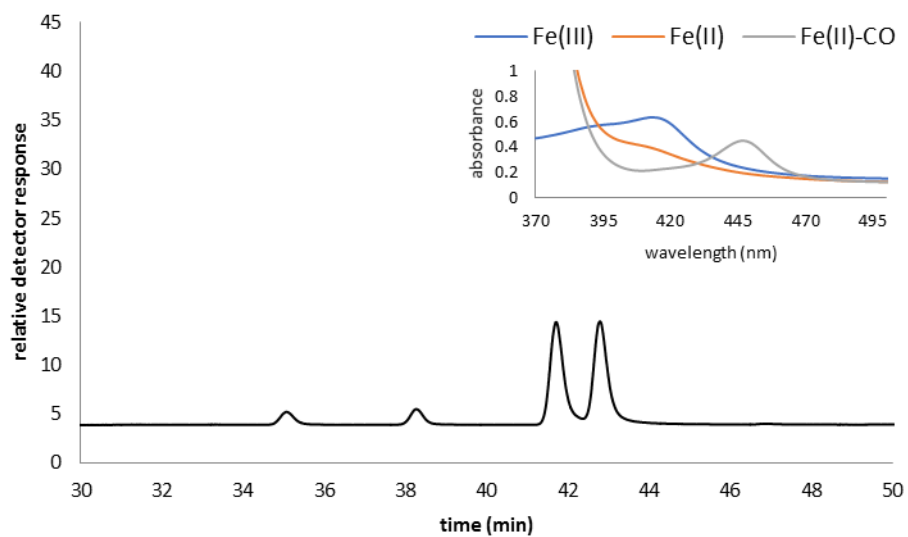 45
40
35
30
25
20
15
10
5
0
relative detector response
30 32 34 36 38 40 42 44 46 48 50
time (min)
Fe(III) Fe(II) Fe(II)-CO
1
0.8
0.6
0.4
0.2
0
absorbance
370 395 420 445 470 495
wavelength (nm)